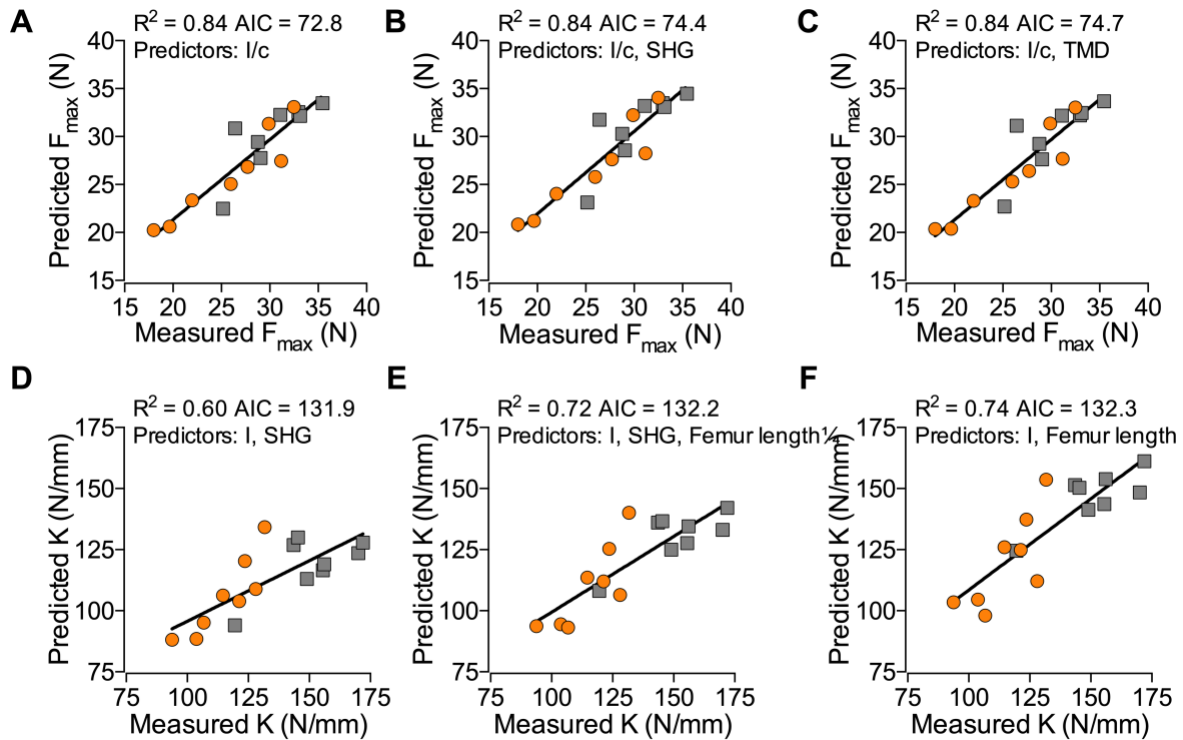 A
R² = 0.84 AIC = 72.8
Predictors: I/c
Predicted Fmax (N)
40
35
30
25
20
15
15 20 25 30 35 40
Measured Fmax (N)
B
R² = 0.84 AIC = 74.4
Predictors: I/c, SHG
Predicted Fmax (N)
40
35
30
25
20
15
15 20 25 30 35 40
Measured Fmax (N)
C
R² = 0.84 AIC = 74.7
Predictors: I/c, TMD
Predicted Fmax (N)
40
35
30
25
20
15
15 20 25 30 35 40
Measured Fmax (N)
D
R² = 0.60 AIC = 131.9
Predictors: I, SHG
Predicted K (N/mm)
175
150
125
100
75
75 100 125 150 175
Measured K (N/mm)
E
R² = 0.72 AIC = 132.2
Predictors: I, SHG, Femur length¼
Predicted K (N/mm)
175
150
125
100
75
75 100 125 150 175
Measured K (N/mm)
F
R² = 0.74 AIC = 132.3
Predictors: I, Femur length
Predicted K (N/mm)
175
150
125
100
75
75 100 125 150 175
Measured K (N/mm)